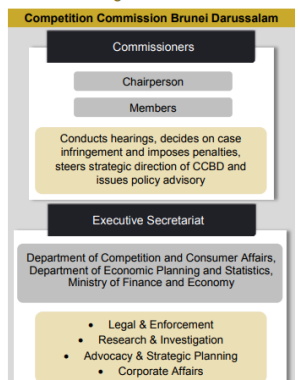 Competition Commission Brunei Darussalam
Commissioners
Chairperson
Members
Conducts hearings, decides on case
infringement and imposes penalties,
steers strategic direction of CCBD and
issues policy advisory
Executive Secretariat
Department of Competition and Consumer Affairs,
Department of Economic Planning and Statistics,
Ministry of Finance and Economy
• Legal & Enforcement
• Research & Investigation
• Advocacy & Strategic Planning
• Corporate Affairs